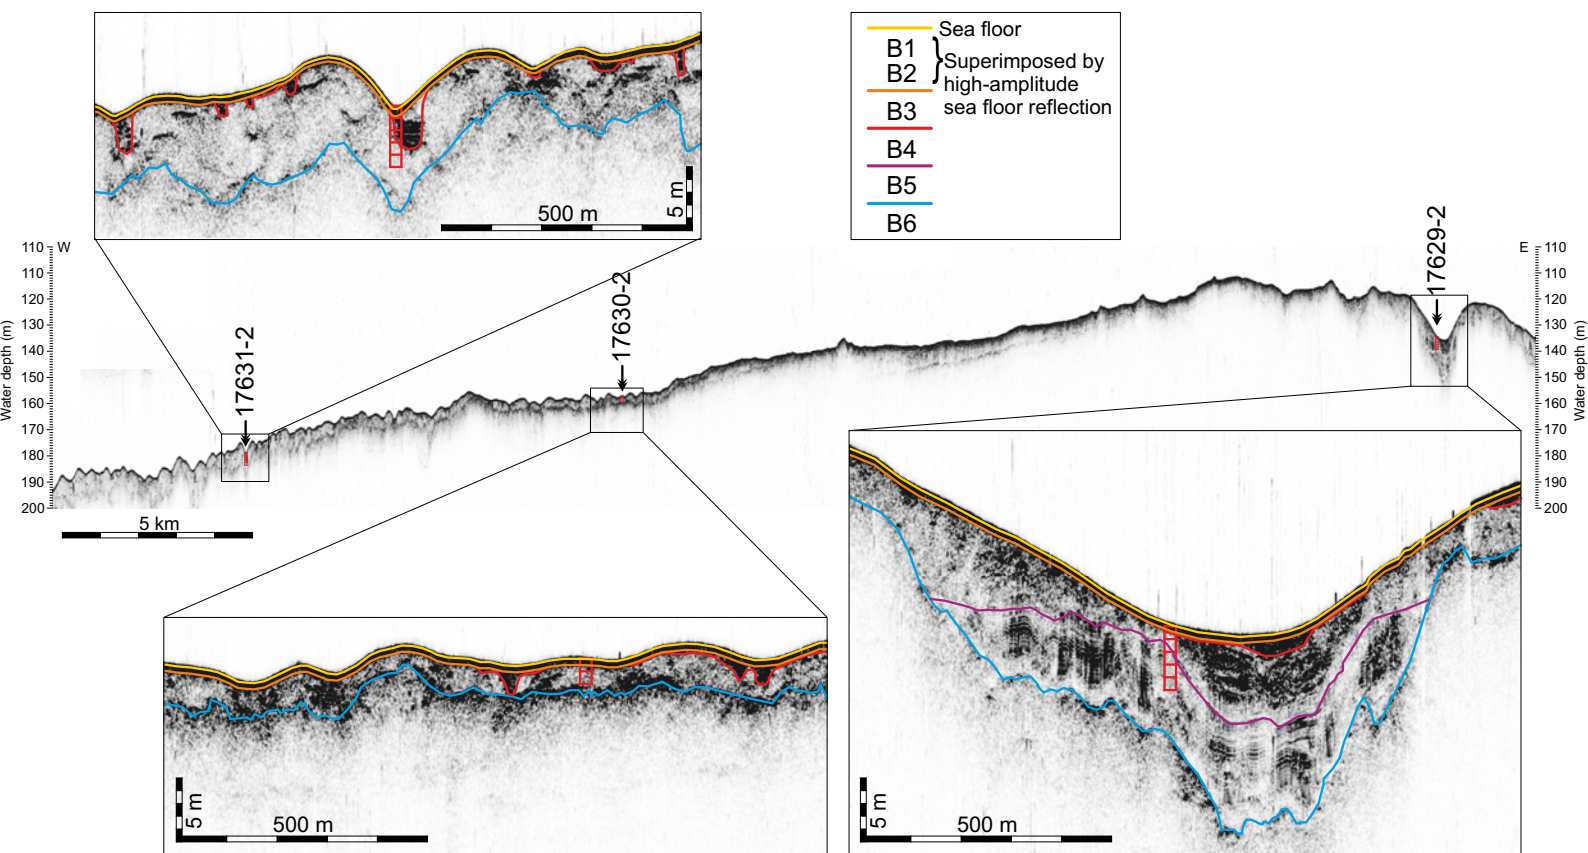 Sea floor
B1
B2
Superimposed by
high-amplitude
sea floor reflection
B3
B4
B5
B6
500 m
5 m
110
110
120
130
140
150
160
170
180
190
200
W
Water depth (m)
17631-2
17630-2
17629-2
E
110
110
120
130
140
150
160
170
180
190
200
Water depth (m)
5 km
5 m
500 m
5 m
500 m